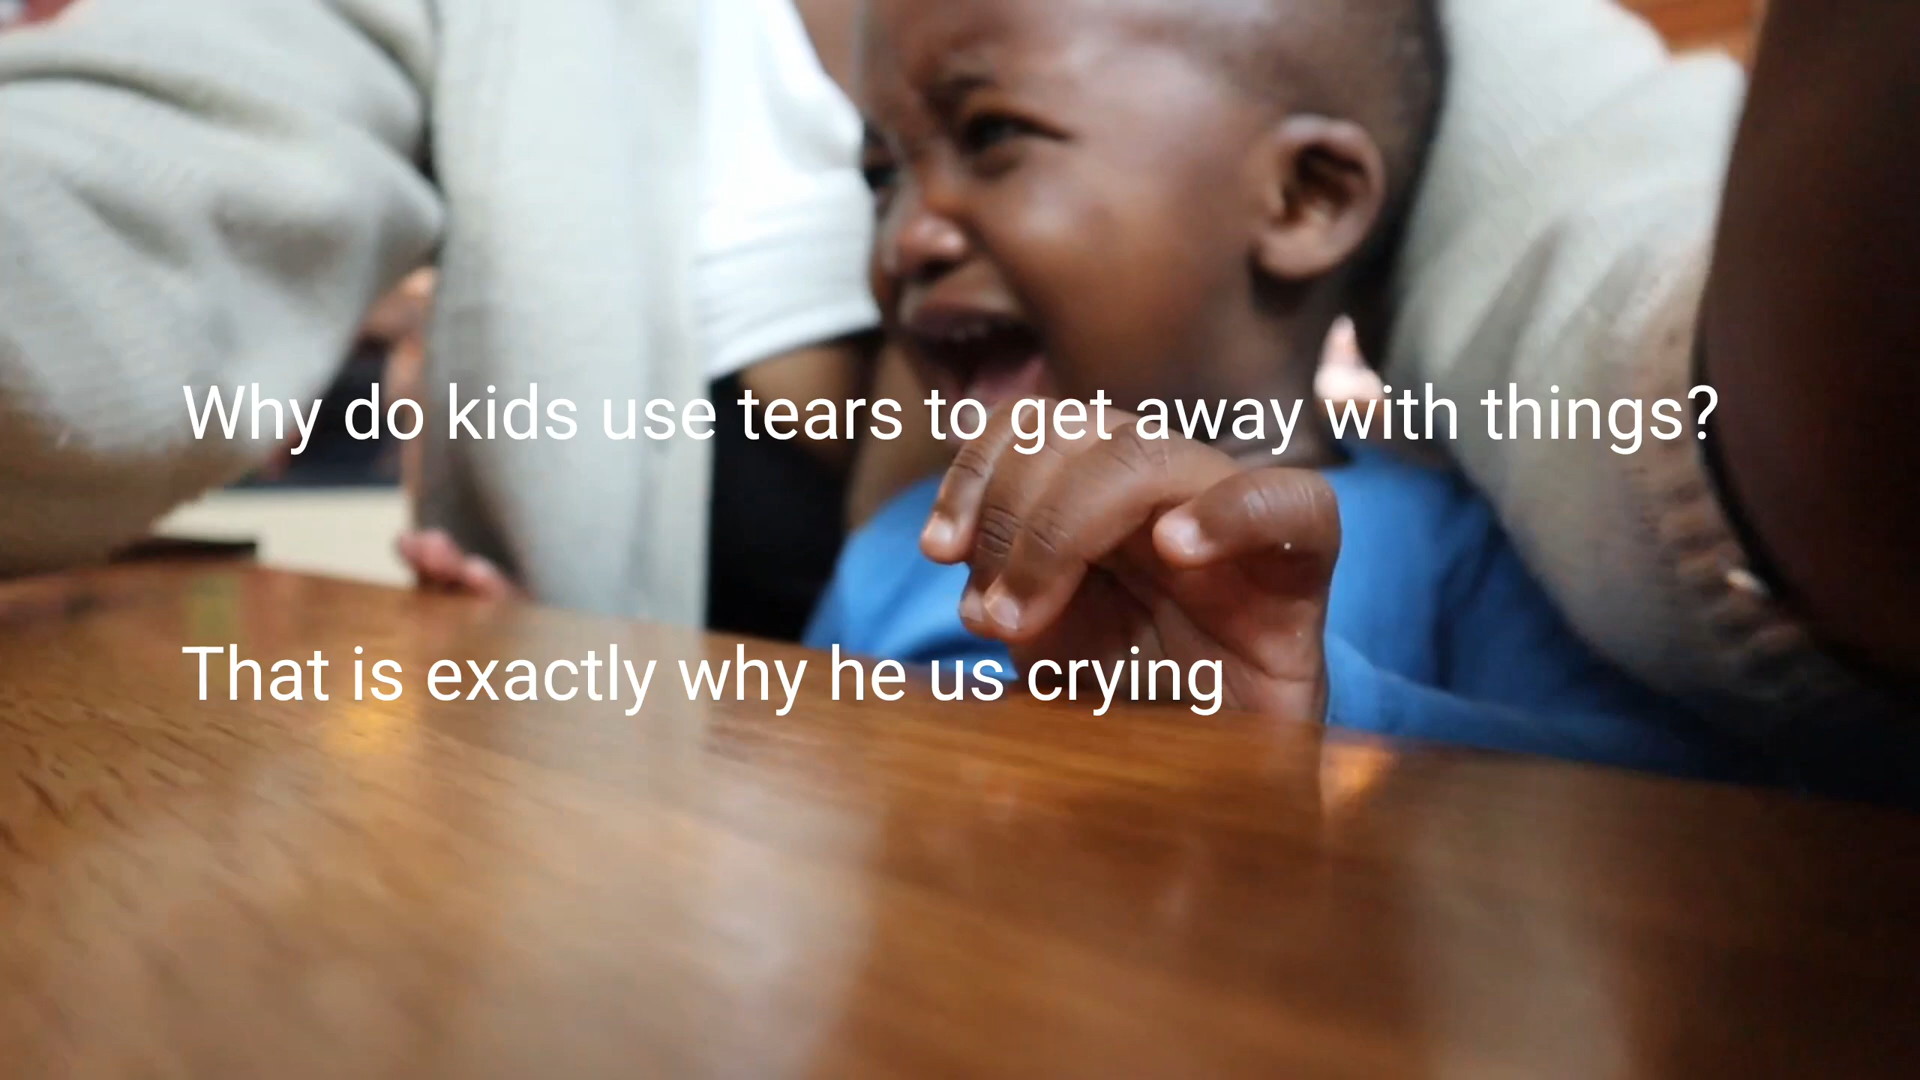 Why do kids use tears to get away with things?
That is exactly why he us crying